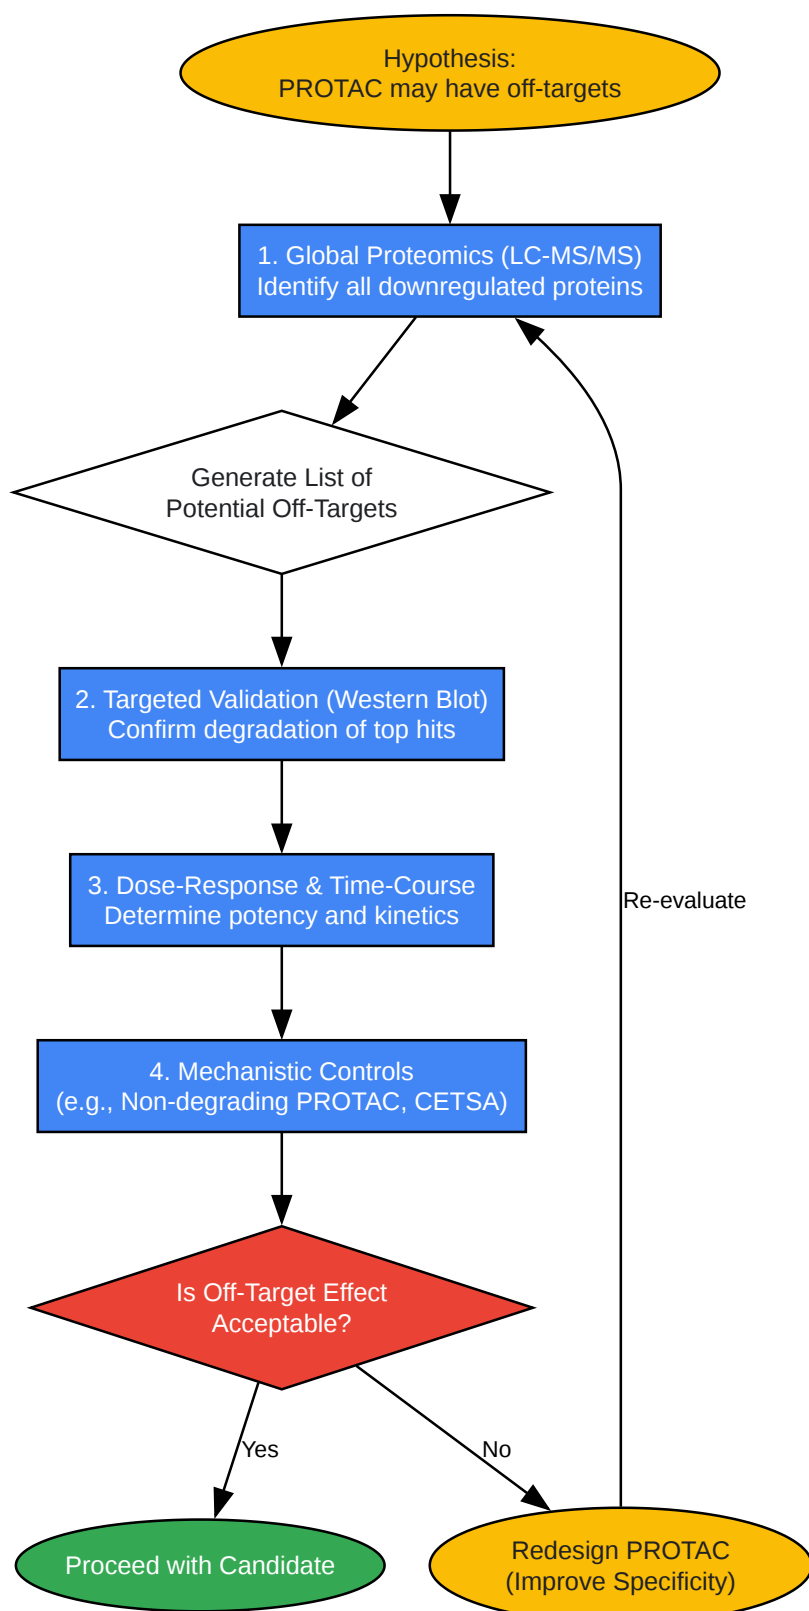 Hypothesis:
PROTAC may have off-targets
1. Global Proteomics (LC-MS/MS)
Identify all downregulated proteins
Generate List of
Potential Off-Targets
2. Targeted Validation (Western Blot)
Confirm degradation of top hits
3. Dose-Response & Time-Course
Determine potency and kinetics
Re-evaluate
4. Mechanistic Controls
(e.g., Non-degrading PROTAC, CETSA)
Is Off-Target Effect
Acceptable?
Yes
No
Proceed with Candidate
Redesign PROTAC
(Improve Specificity)